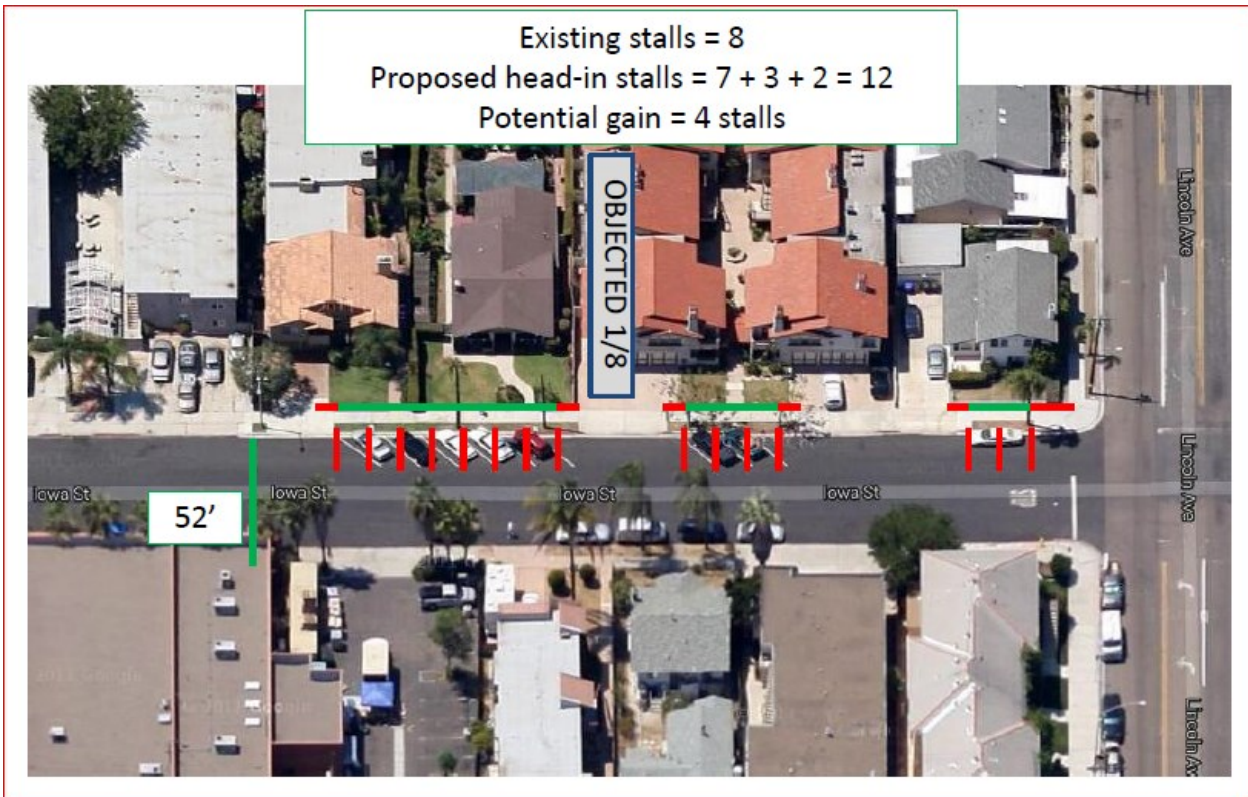 Existing stalls = 8
Proposed head-in stalls = 7 + 3 + 2 = 12
Potential gain = 4 stalls
OBJECTED 1/8
Lincoln Ave
Iowa St
Iowa St
Iowa St
Lincoln Ave
52'
Lincoln Av